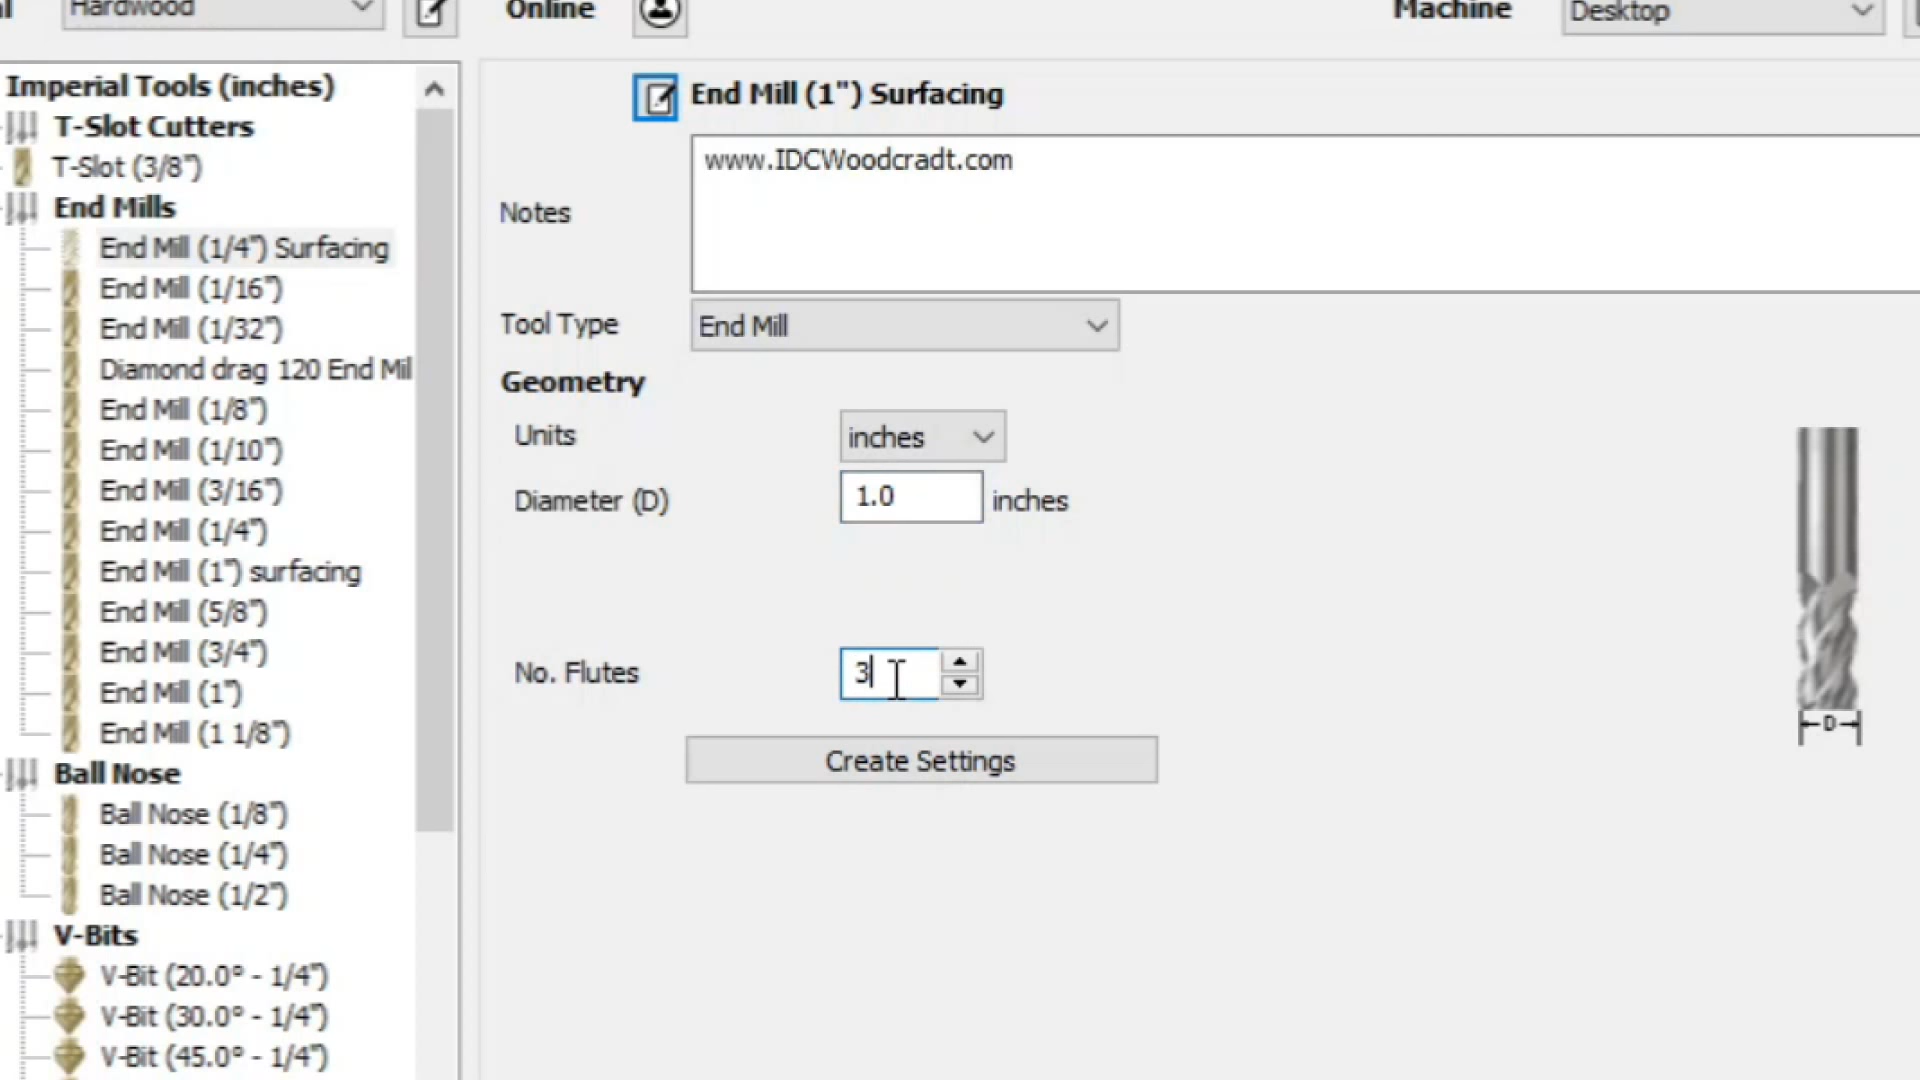 Hardwood
Online
Machine
Desktop
Imperial Tools (inches)
T-Slot Cutters
T-Slot (3/8")
End Mills
End Mill (1/4") Surfacing
End Mill (1/16")
End Mill (1/32")
Diamond drag 120 End Mil
End Mill (1/8")
End Mill (1/10")
End Mill (3/16")
End Mill (1/4")
End Mill (1") surfacing
End Mill (5/8")
End Mill (3/4")
End Mill (1")
End Mill (1 1/8")
Ball Nose
Ball Nose (1/8")
Ball Nose (1/4")
Ball Nose (1/2")
V-Bits
V-Bit (20.0° - 1/4")
V-Bit (30.0° - 1/4")
V-Bit (45.0° - 1/4")
End Mill (1") Surfacing
Notes
www.IDCWoodcradt.com
Tool Type
End Mill
Geometry
Units
inches
Diameter (D)
1.0
inches
No. Flutes
3
Create Settings
D